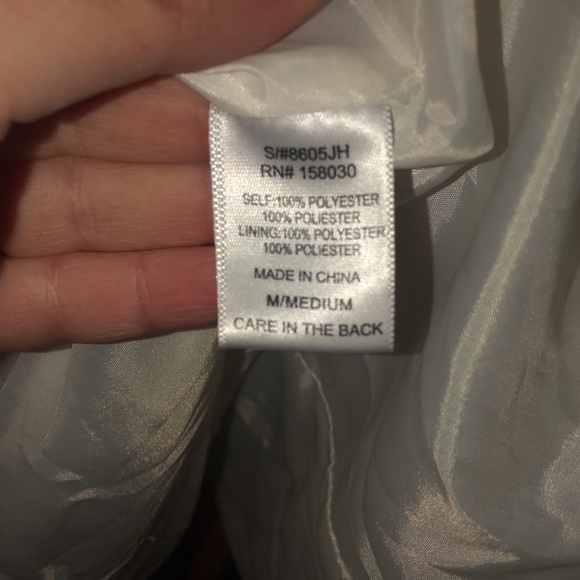 S/#8605JH
RN# 158030
SELF:100% POLYESTER
100% POLIESTER
LINING:100% POLYESTER
100% POLIESTER
MADE IN CHINA
M/MEDIUM
CARE IN THE BACK